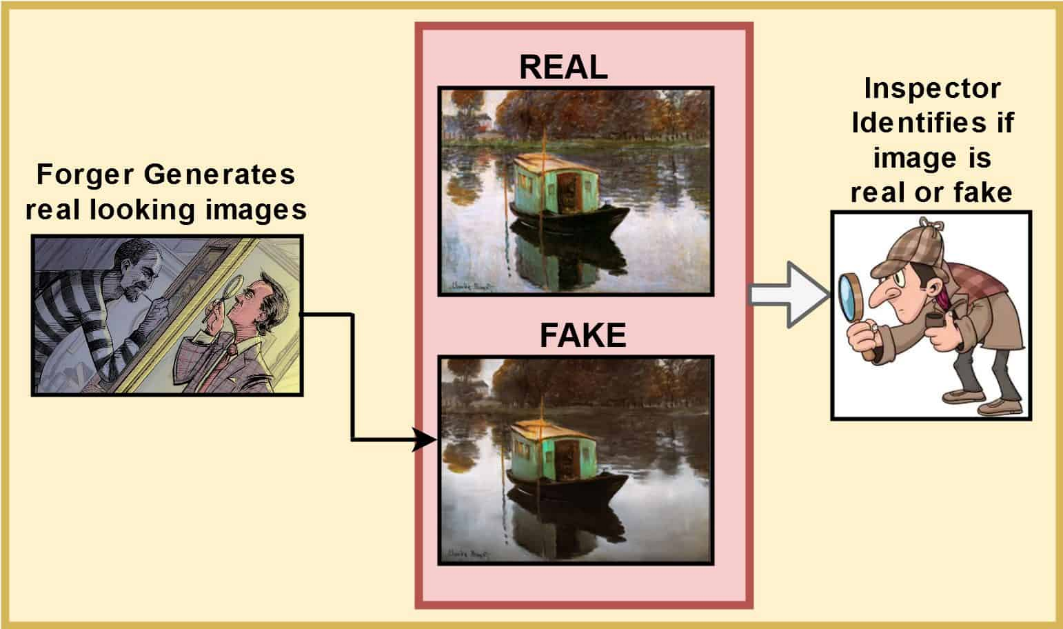 Forger Generates
real looking images
REAL
FAKE
Inspector
Identifies if
image is
real or fake